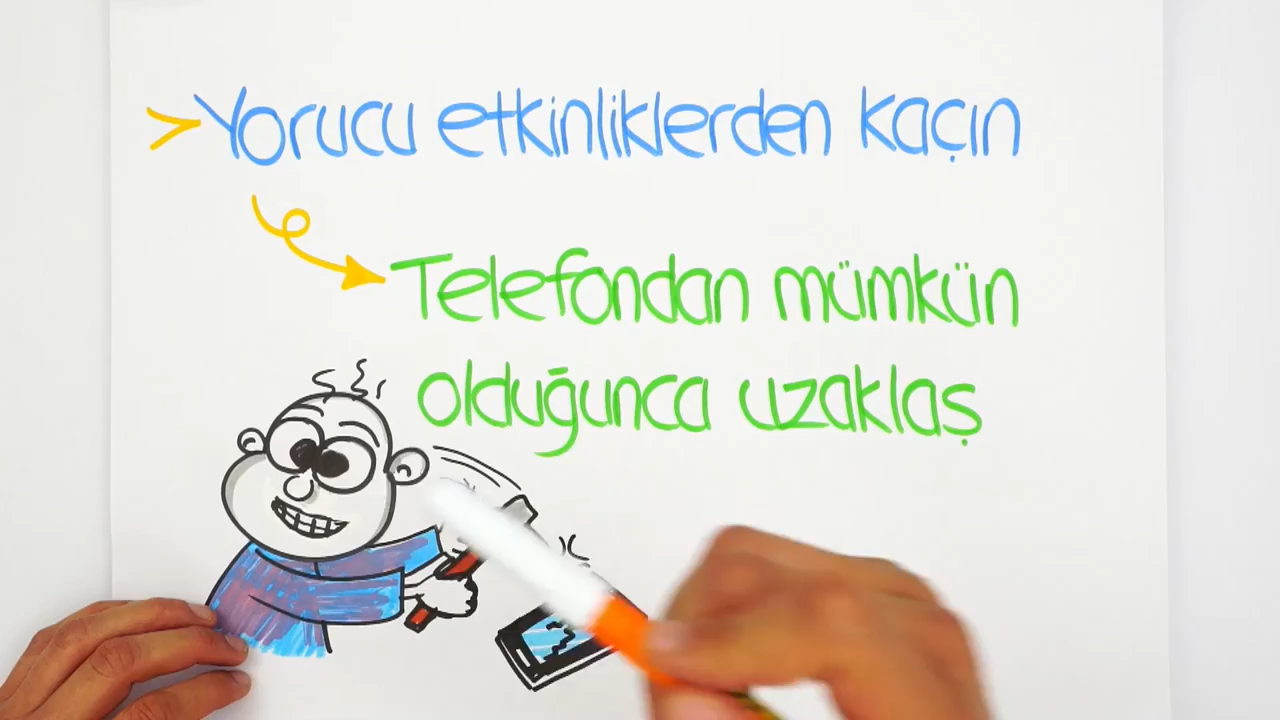 > Yorucu etkinliklerden kaçın
Telefondan mümkün
olduğunca uzaklaş